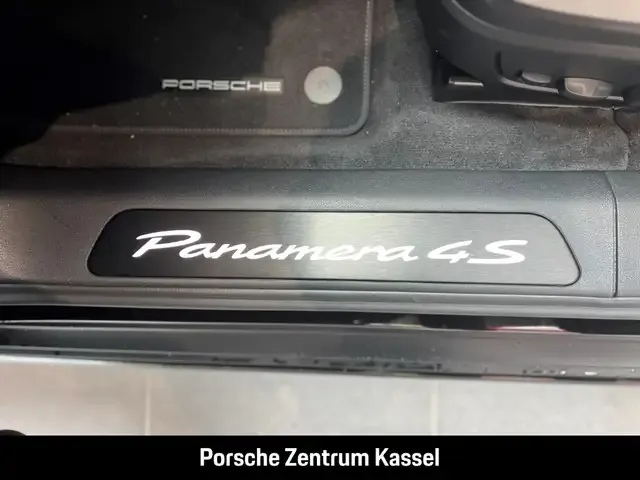 PORSCHE
Panamera 4S
Porsche Zentrum Kassel